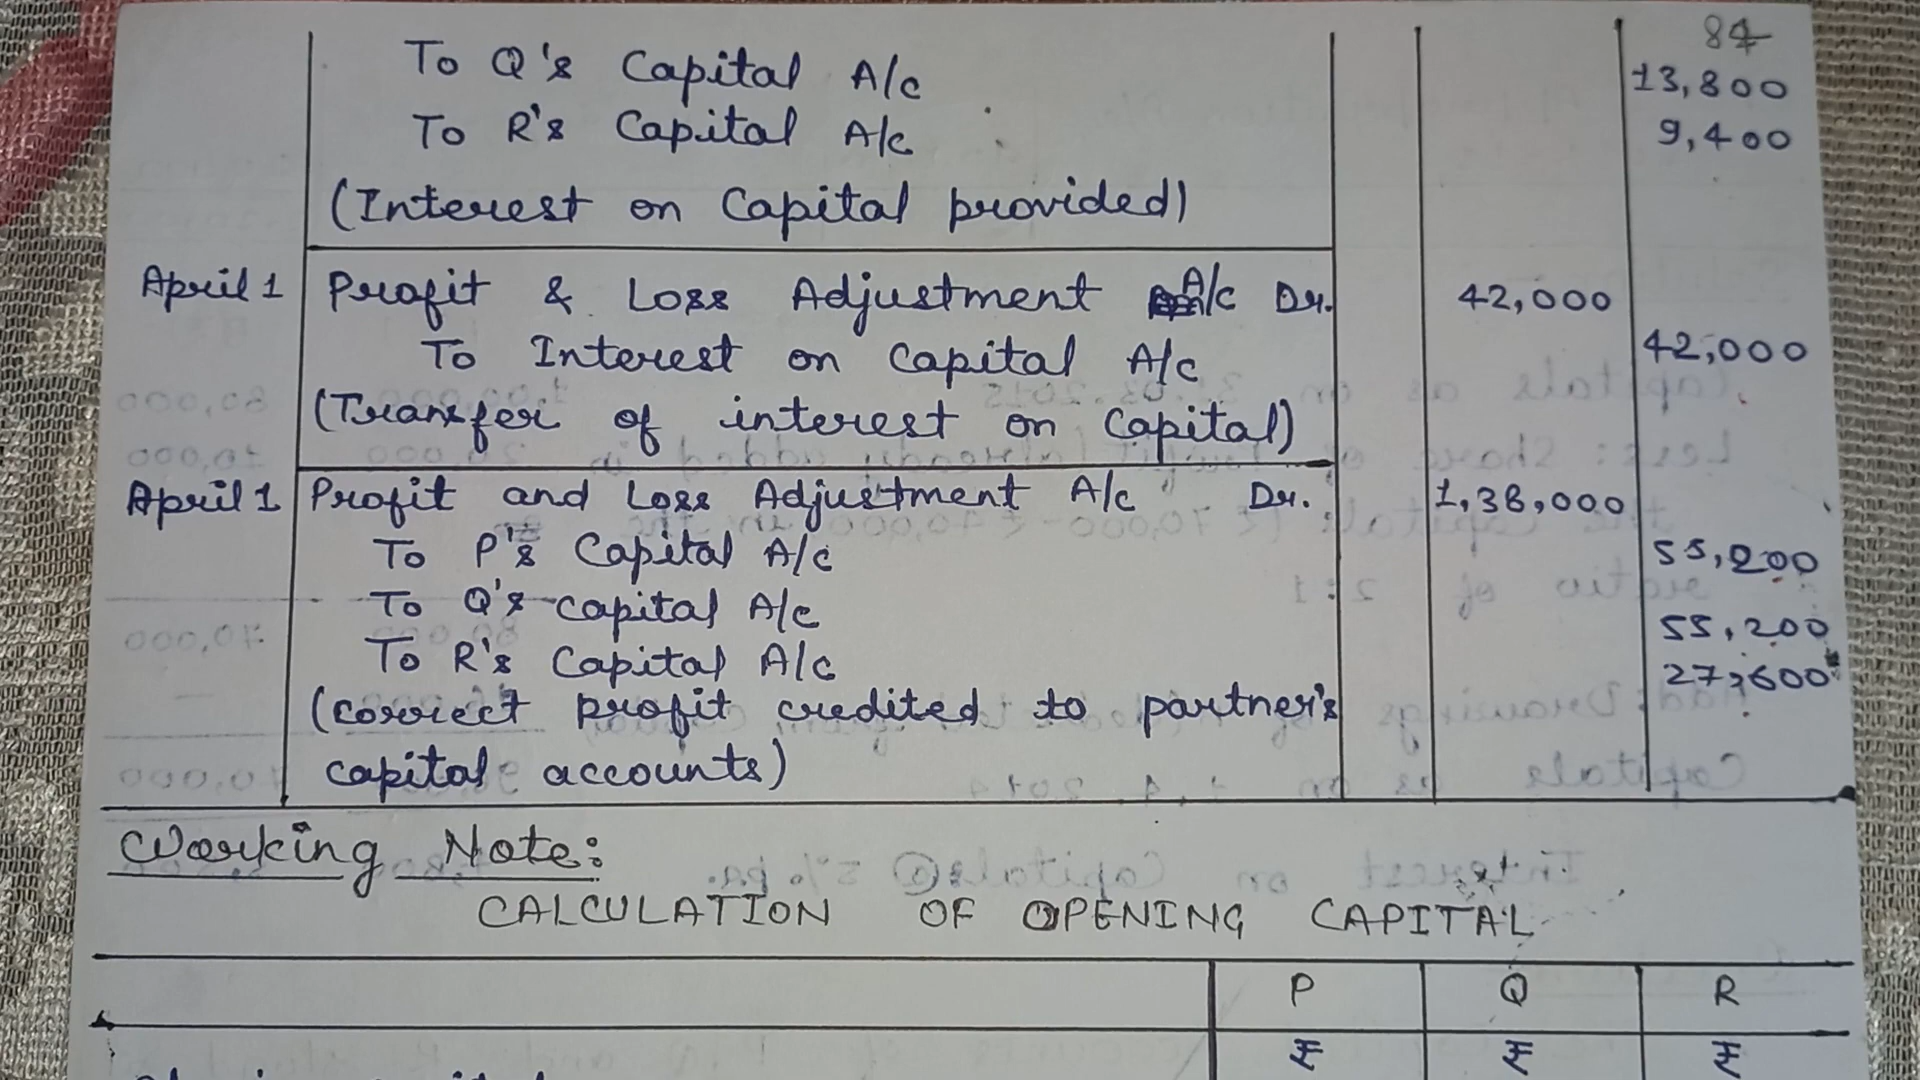 84
To Q's Capital A/c 13,800
To R's Capital A/c 9,400
(Interest on Capital provided)
April 1 Profit & Loss Adjustment A/c Dr. 42,000
To Interest on Capital A/c 42,000
(Transfer of interest on Capital)
April 1 Profit and Loss Adjustment A/c Dr. 1,38,000
To P's Capital A/c 55,200
To Q's capital A/c 55,200
To R's Capital A/c 27,600
(correct profit credited to partner's
capital accounts)
Working Note:
CALCULATION OF OPENING CAPITAL
P Q R
₹ ₹ ₹